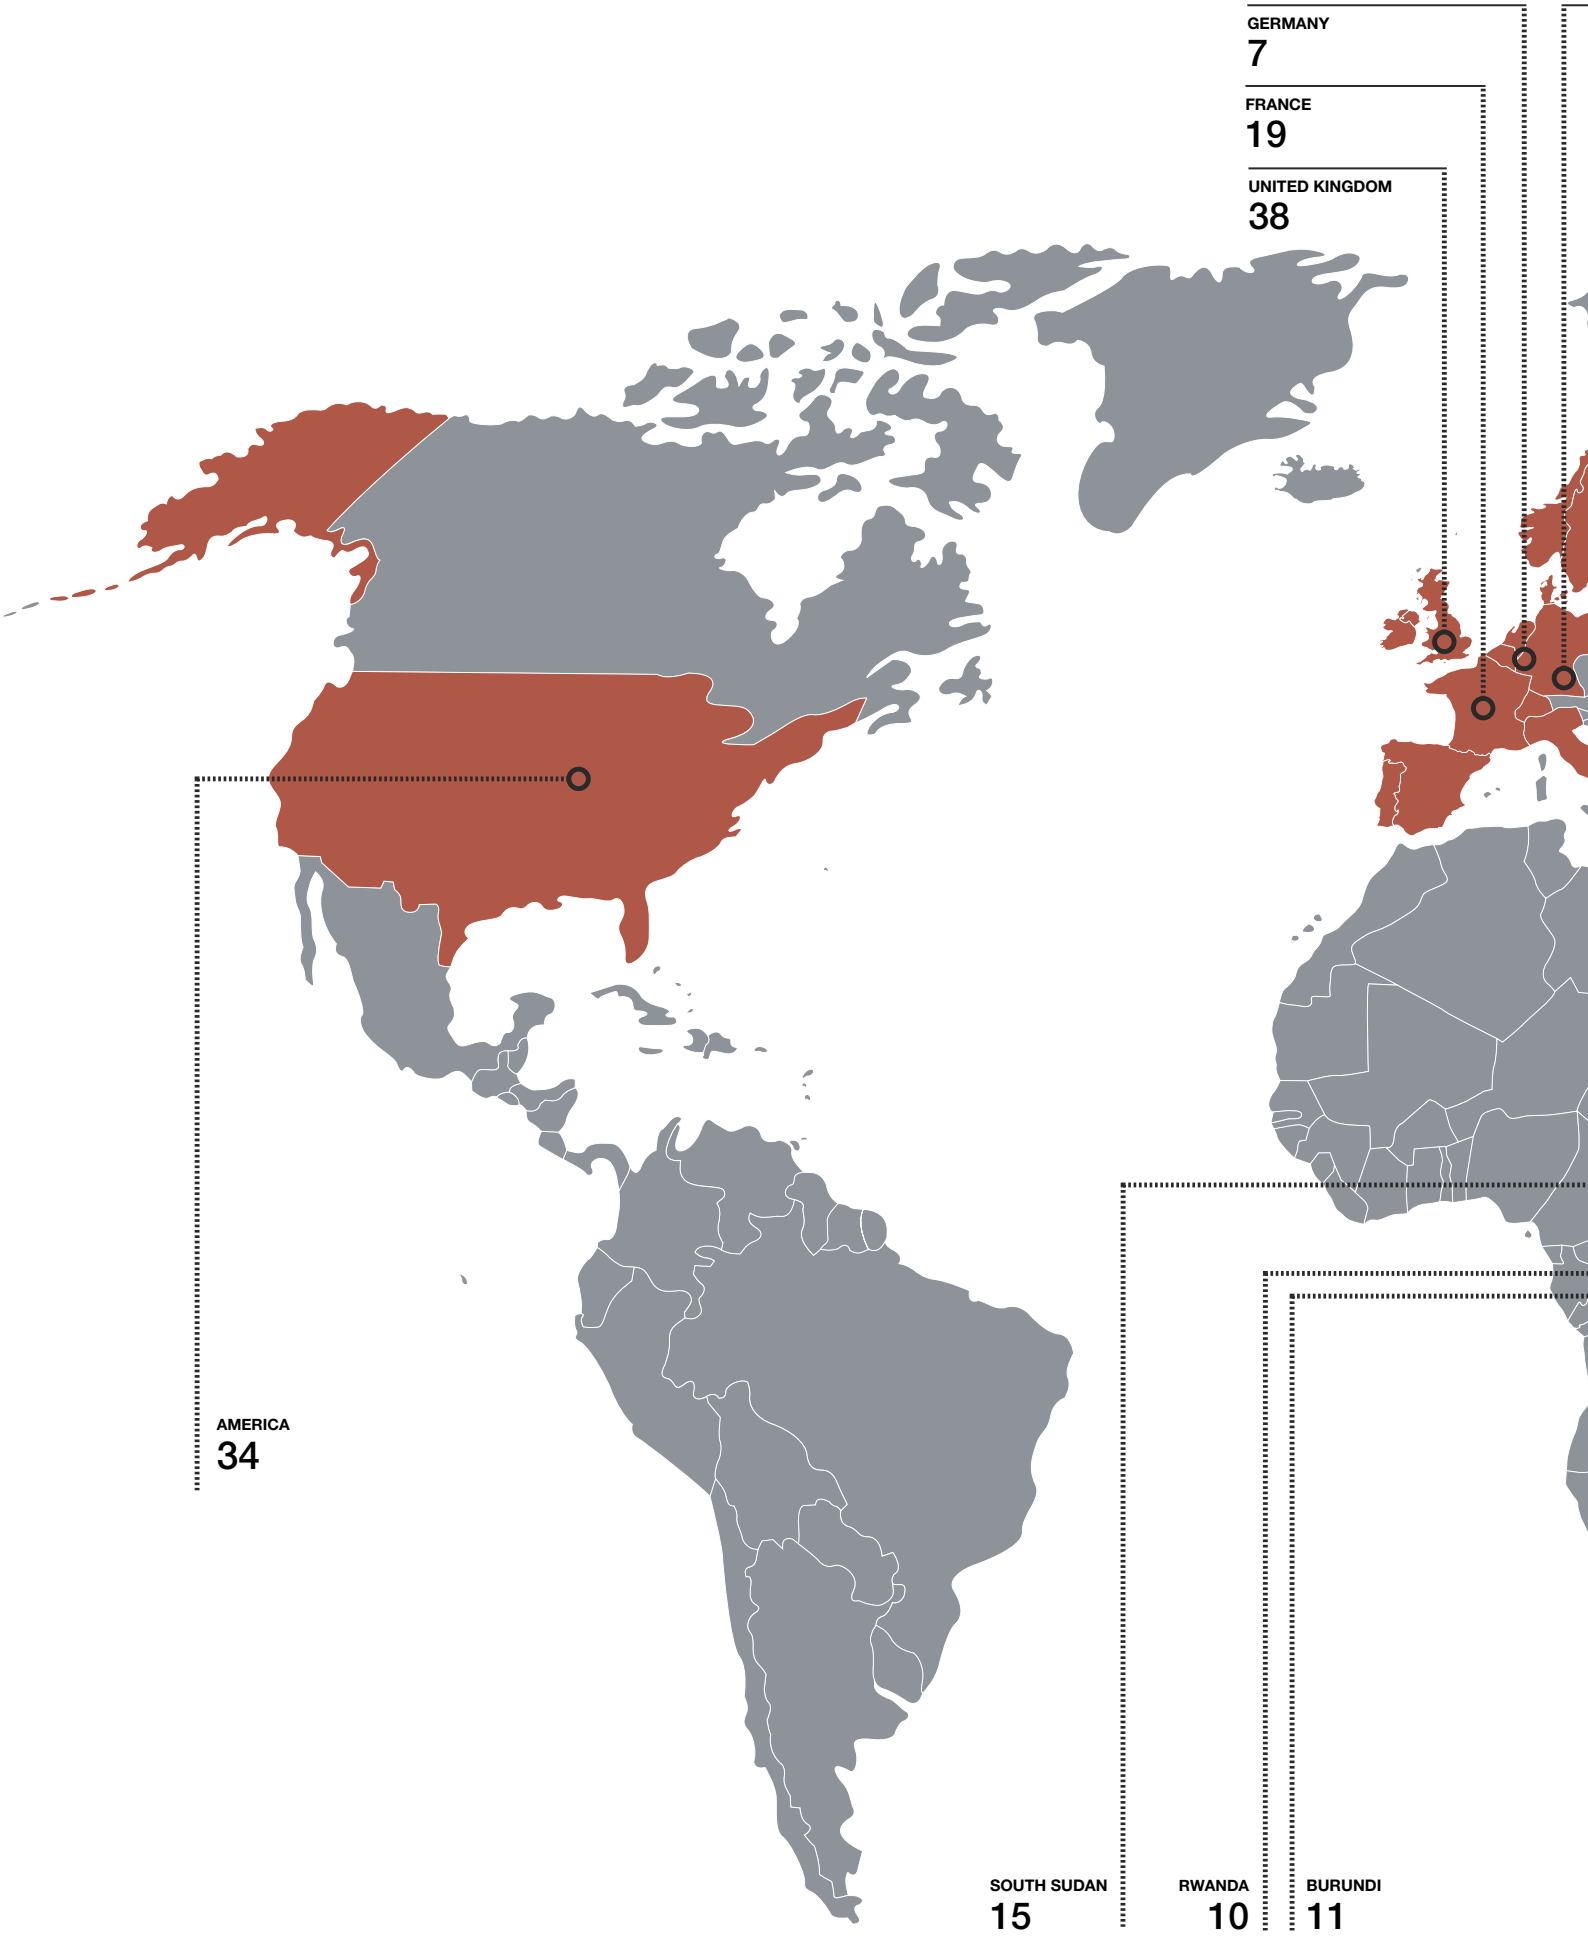 GERMANY
7
FRANCE
19
UNITED KINGDOM
38
AMERICA
34
SOUTH SUDAN
15
RWANDA
10
BURUNDI
11